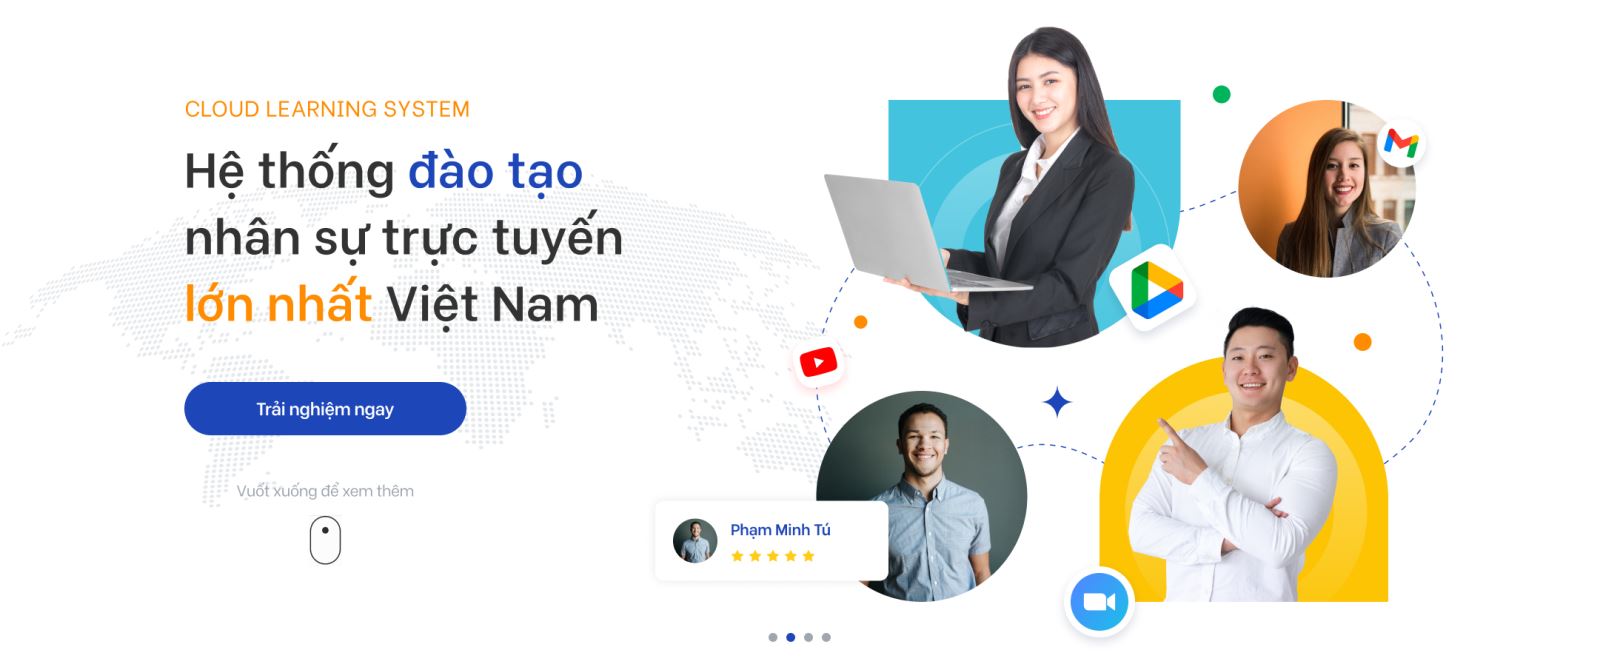 CLOUD LEARNING SYSTEM
Hệ thống đào tạo
nhân sự trực tuyến
lớn nhất Việt Nam
Trải nghiệm ngay
Vuốt xuống để xem thêm
Phạm Minh Tú